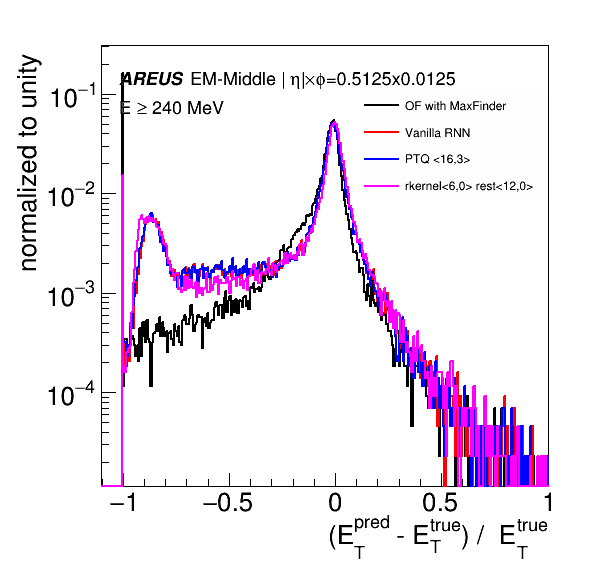 AREUS EM-Middle | η|×ϕ=0.5125x0.0125
E ≥ 240 MeV
OF with MaxFinder
Vanilla RNN
PTQ <16,3>
rkernel<6,0> rest<12,0>
normalized to unity
10⁻¹
10⁻²
10⁻³
10⁻⁴
−1 −0.5 0 0.5 1
(E_T^pred - E_T^true) / E_T^true